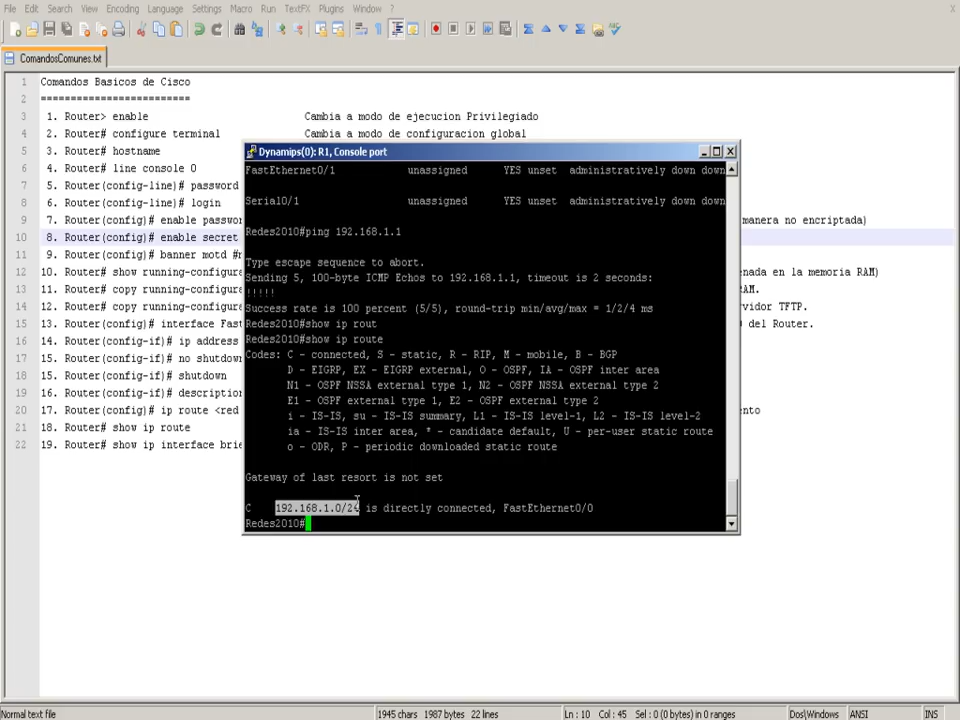 File Edit Search View Encoding Language Settings Macro Run TextFX Plugins Window X
ComandosComunes.txt
1 Comandos Basicos de Cisco
2 =========================
3 1. Router> enable Cambia a modo de ejecucion Privilegiado
4 2. Router# configure terminal Cambia a modo de configuracion global
5 3. Router# hostname
6 4. Router# line console 0
7 5. Router(config-line)# password
8 6. Router(config-line)# login
9 7. Router(config)# enable passwor manera no encriptada)
10 8. Router(config)# enable secret
11 9. Router(config)# banner motd #
12 10. Router# show running-configure enada en la memoria RAM)
13 11. Router# copy running-configure AM.
14 12. Router# copy running-configure rvidor TFTP.
15 13. Router(config)# interface Fas 0 del Router.
16 14. Router(config-if)# ip address
17 15. Router(config-if)# no shutdow
18 15. Router(config-if)# shutdown
19 16. Router(config-if)# description
20 17. Router(config)# ip route <red ento
21 18. Router# show ip route
22 19. Router# show ip interface brie
Dynamips(0): R1, Console port
FastEthernet0/1 unassigned YES unset administratively down down
Serial0/1 unassigned YES unset administratively down down
Redes2010#ping 192.168.1.1
Type escape sequence to abort.
Sending 5, 100-byte ICMP Echos to 192.168.1.1, timeout is 2 seconds:
!!!!!
Success rate is 100 percent (5/5), round-trip min/avg/max = 1/2/4 ms
Redes2010#show ip rout
Redes2010#show ip route
Codes: C - connected, S - static, R - RIP, M - mobile, B - BGP
D - EIGRP, EX - EIGRP external, O - OSPF, IA - OSPF inter area
N1 - OSPF NSSA external type 1, N2 - OSPF NSSA external type 2
E1 - OSPF external type 1, E2 - OSPF external type 2
i - IS-IS, su - IS-IS summary, L1 - IS-IS level-1, L2 - IS-IS level-2
ia - IS-IS inter area, * - candidate default, U - per-user static route
o - ODR, P - periodic downloaded static route
Gateway of last resort is not set
C 192.168.1.0/24 is directly connected, FastEthernet0/0
Redes2010#
Normal text file 1945 chars 1987 bytes 22 lines Ln : 10 Col : 45 Sel : 0 (0 bytes) in 0 ranges Dos\Windows ANSI INS